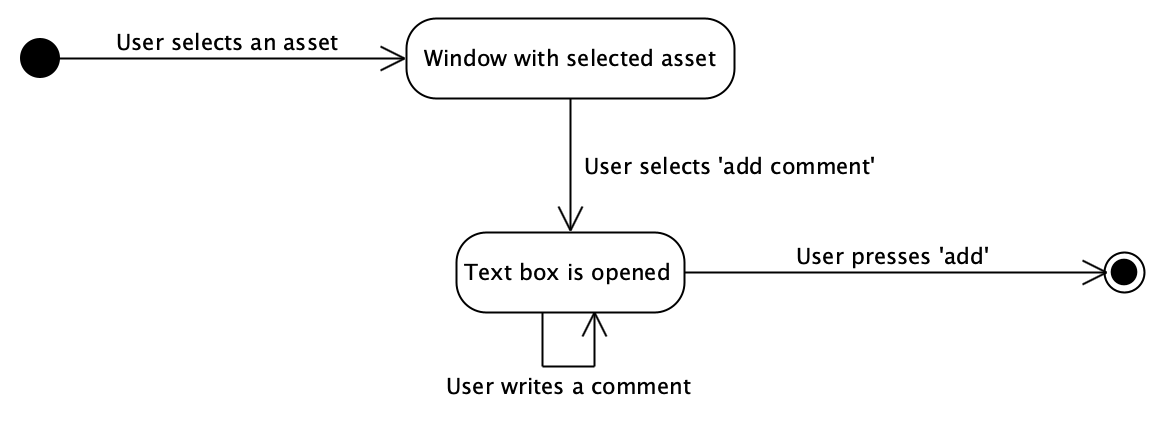 User selects an asset
Window with selected asset
User selects 'add comment'
Text box is opened
User presses 'add'
User writes a comment